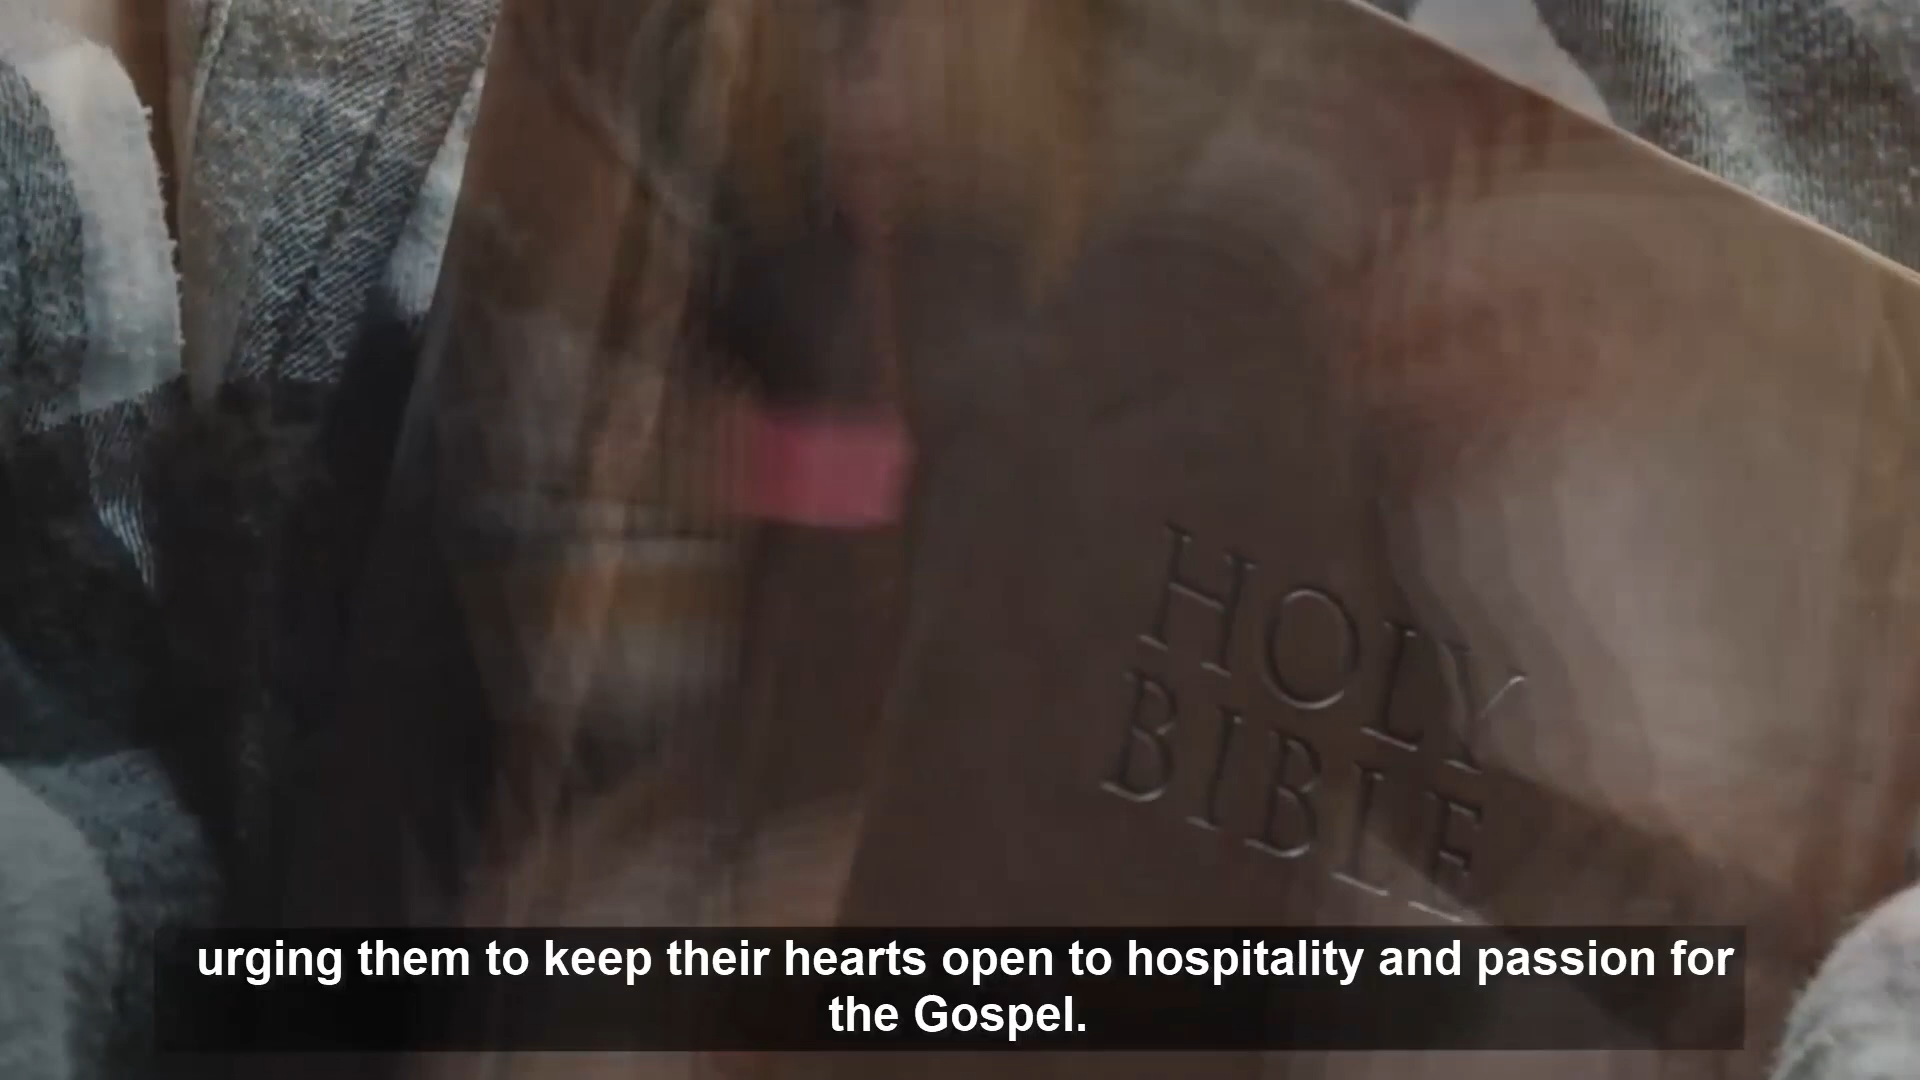 HOLY
BIBLE
urging them to keep their hearts open to hospitality and passion for
the Gospel.